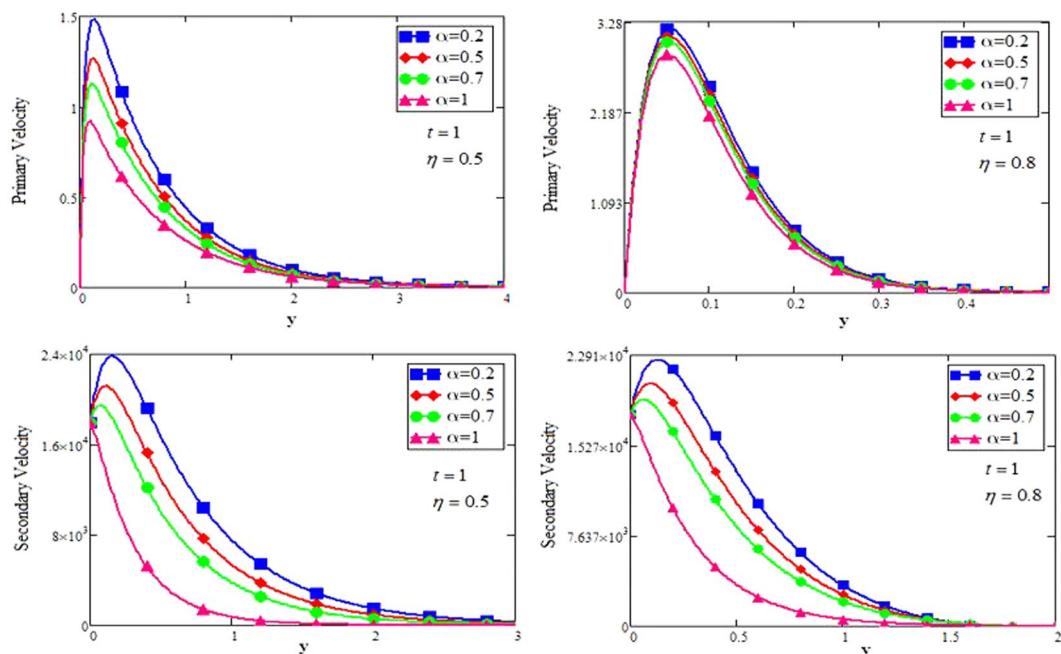 1.5
1
0.5
0
0
1
2
3
4
Primary Velocity
y
α=0.2
α=0.5
α=0.7
α=1
t = 1
η = 0.5
3.28
2.187
1.093
0
0
0.1
0.2
0.3
0.4
Primary Velocity
y
α=0.2
α=0.5
α=0.7
α=1
t = 1
η = 0.8
2.4×10⁴
1.6×10⁴
8×10³
0
0
1
2
3
Secondary Velocity
y
α=0.2
α=0.5
α=0.7
α=1
t = 1
η = 0.5
2.291×10⁴
1.527×10⁴
7.637×10³
0
0.0
0.5
1.0
1.5
2
Secondary Velocity
y
α=0.2
α=0.5
α=0.7
α=1
t = 1
η = 0.8